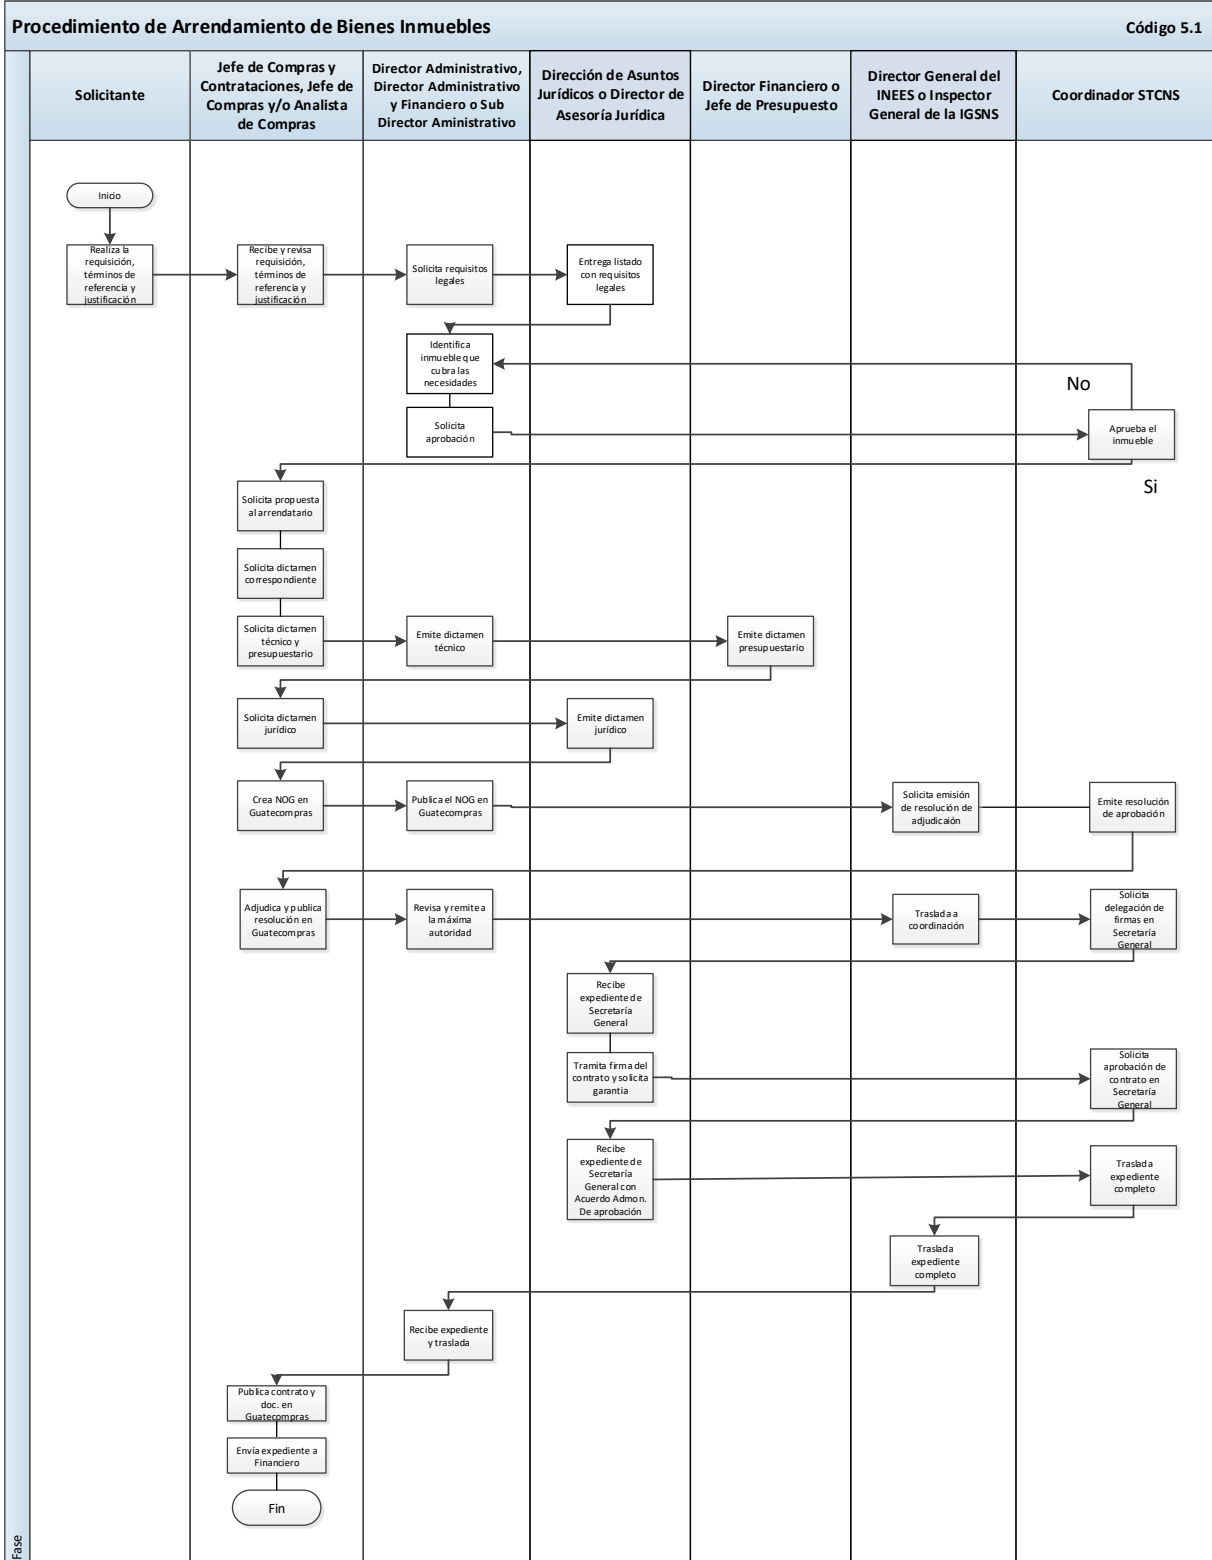 Procedimiento de Arrendamiento de Bienes Inmuebles
Código 5.1
Solicitante
Jefe de Compras y
Contrataciones, Jefe de
Compras y/o Analista
de Compras
Director Administrativo,
Director Administrativo
y Financiero o Sub
Director Aministrativo
Dirección de Asuntos
Jurídicos o Director de
Asesoría Jurídica
Director Financiero o
Jefe de Presupuesto
Director General del
INEES o Inspector
General de la IGSNS
Coordinador STCNS
Inicio
Realiza la
requisición,
términos de
referencia y
justificación
Recibe y revisa
requisición,
términos de
referencia y
justificación
Solicita requisitos
legales
Entrega listado
con requisitos
legales
Identifica
inmueble que
cubra las
necesidades
No
Solicita
aprobación
Aprueba el
inmueble
Si
Solicita propuesta
al arrendatario
Solicita dictamen
correspondiente
Solicita dictamen
técnico y
presupuestario
Emite dictamen
técnico
Emite dictamen
presupuestario
Solicita dictamen
jurídico
Emite dictamen
jurídico
Crea NOG en
Guatecompras
Publica el NOG en
Guatecompras
Solicita emisión
de resolución de
adjudicaión
Emite resolución
de aprobación
Adjudica y publica
resolución en
Guatecompras
Revisa y remite a
la máxima
autoridad
Traslada a
coordinación
Solicita
delegación de
firmas en
Secretaría
General
Recibe
expediente de
Secretaría
General
Tramita firma del
contrato y solicita
garantia
Solicita
aprobación de
contrato en
Secretaría
General
Recibe
expediente de
Secretaría
General con
Acuerdo Admon.
De aprobación
Traslada
expediente
completo
Traslada
expediente
completo
Recibe expediente
y traslada
Publica contrato y
doc. en
Guatecompras
Envía expediente a
Financiero
Fin
Fase